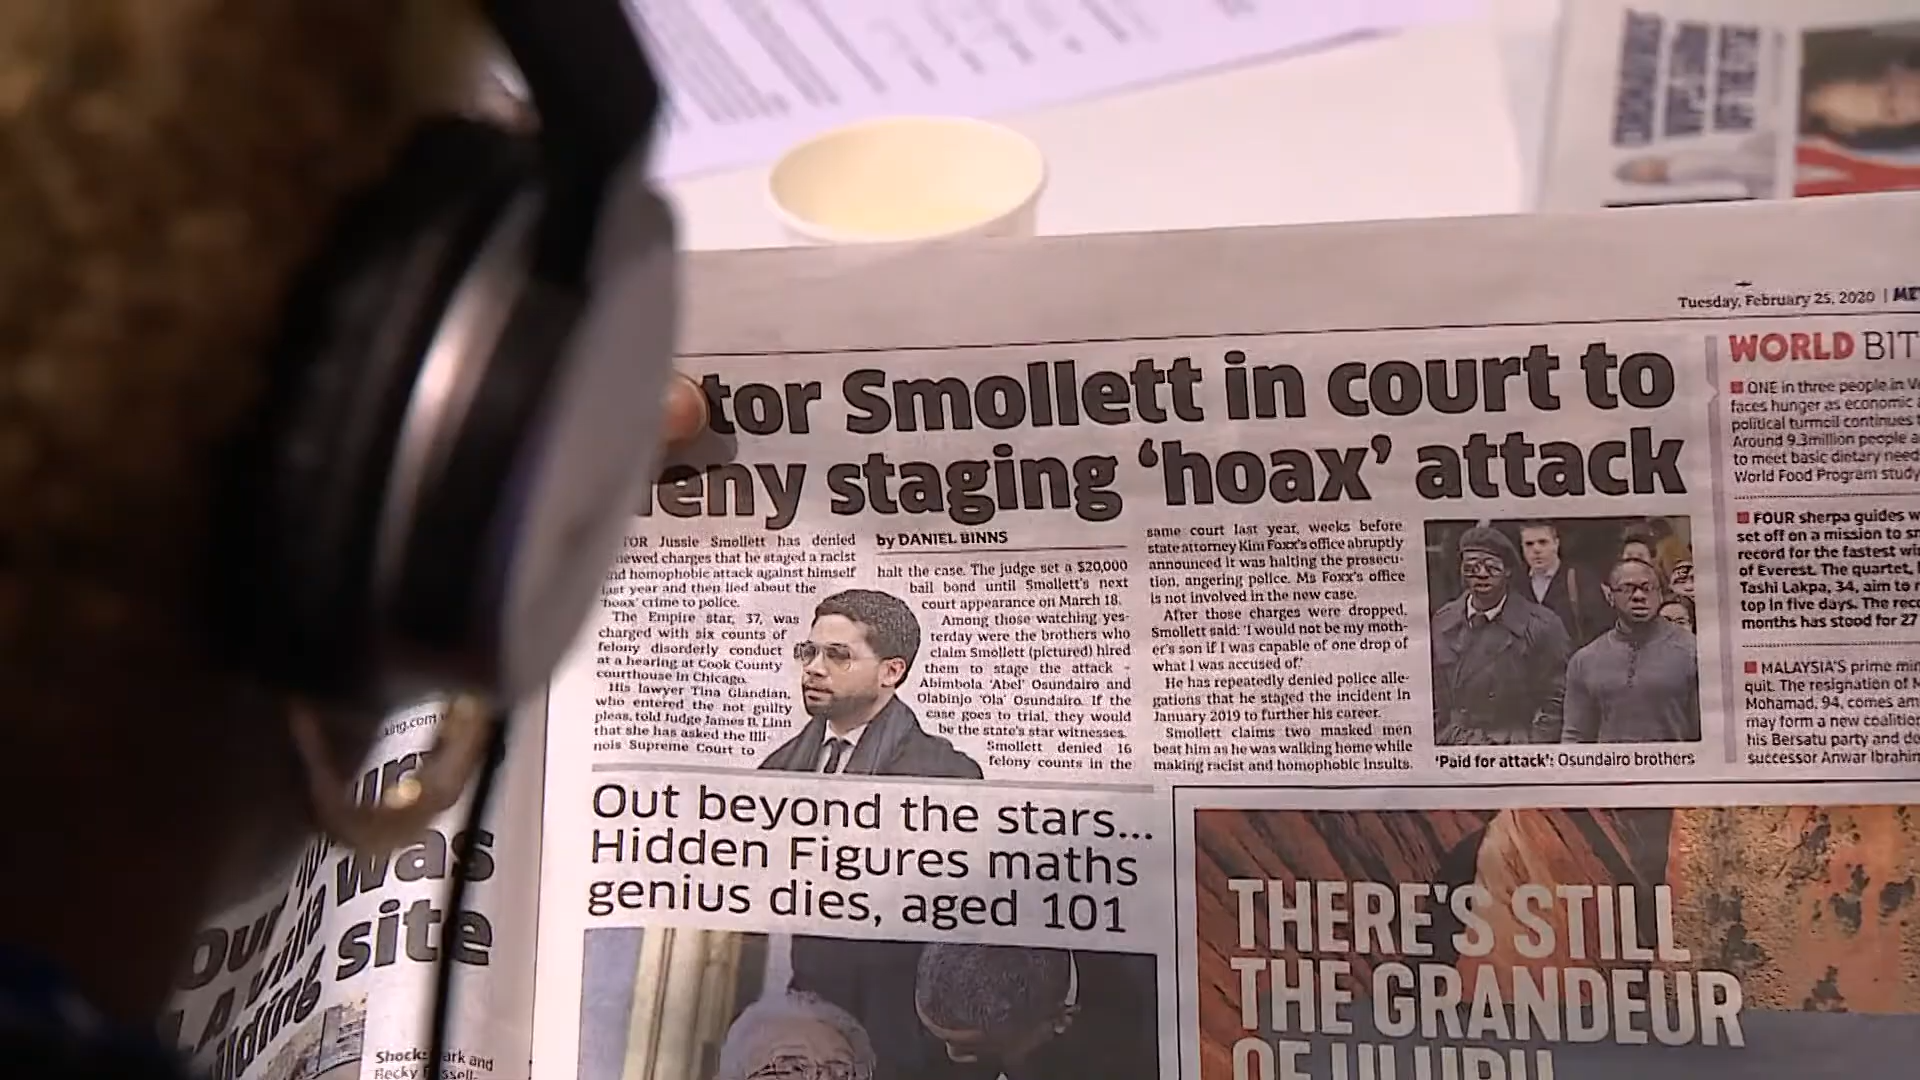 Tuesday, February 25, 2020 |
tor Smollett in court to
eny staging ‘hoax’ attack
OR Jussie Smollett has denied
ewed charges that he staged a racist
nd homophobic attack against himself
last year and then lied about the
‘hoax’ crime to police.
The Empire star, 37, was
charged with six counts of
felony disorderly conduct
at a hearing at Cook County
courthouse in Chicago.
His lawyer Tina Glandian,
who entered the not guilty
pleas, told judge James B. Linn
that she has asked the Illi-
nois Supreme Court to
by DANIEL BINNS
halt the case. The judge set a $20,000
bail bond until Smollett's next
court appearance on March 18.
Among those watching yes-
terday were the brothers who
claim Smollett (pictured) hired
them to stage the attack –
Abimbola ‘Abel’ Osundairo and
Olabinjo ‘Ola’ Osundairo. If the
case goes to trial, they would
be the state's star witnesses.
Smollett denied 16
felony counts in the
same court last year, weeks before
state attorney Kim Foxx's office abruptly
announced it was halting the prosecu-
tion, angering police. Ms Foxx's office
is not involved in the new case.
After those charges were dropped,
Smollett said: ‘I would not be my moth-
er's son if I was capable of one drop of
what I was accused of.’
He has repeatedly denied police alle-
gations that he staged the incident in
January 2019 to further his career.
Smollett claims two masked men
beat him as he was walking home while
making racist and homophobic insults.
‘Paid for attack’: Osundairo brothers
WORLD BIT
ONE in three people in
faces hunger as economic
political turmoil continues
Around 9.3million people
to meet basic dietary need
World Food Program study
FOUR sherpa guides
set off on a mission to
record for the fastest
of Everest. The quartet,
Tashi Lakpa, 34, aim to
top in five days. The
months has stood for 27
MALAYSIA'S prime
quit. The resignation of
Mohamad, 94, comes
may form a new coalition
his Bersatu party and
successor Anwar Ibrahim
Out beyond the stars...
Hidden Figures maths
genius dies, aged 101
THERE'S STILL
THE GRANDEUR
OF ULURU
was
site
Shock: ark and